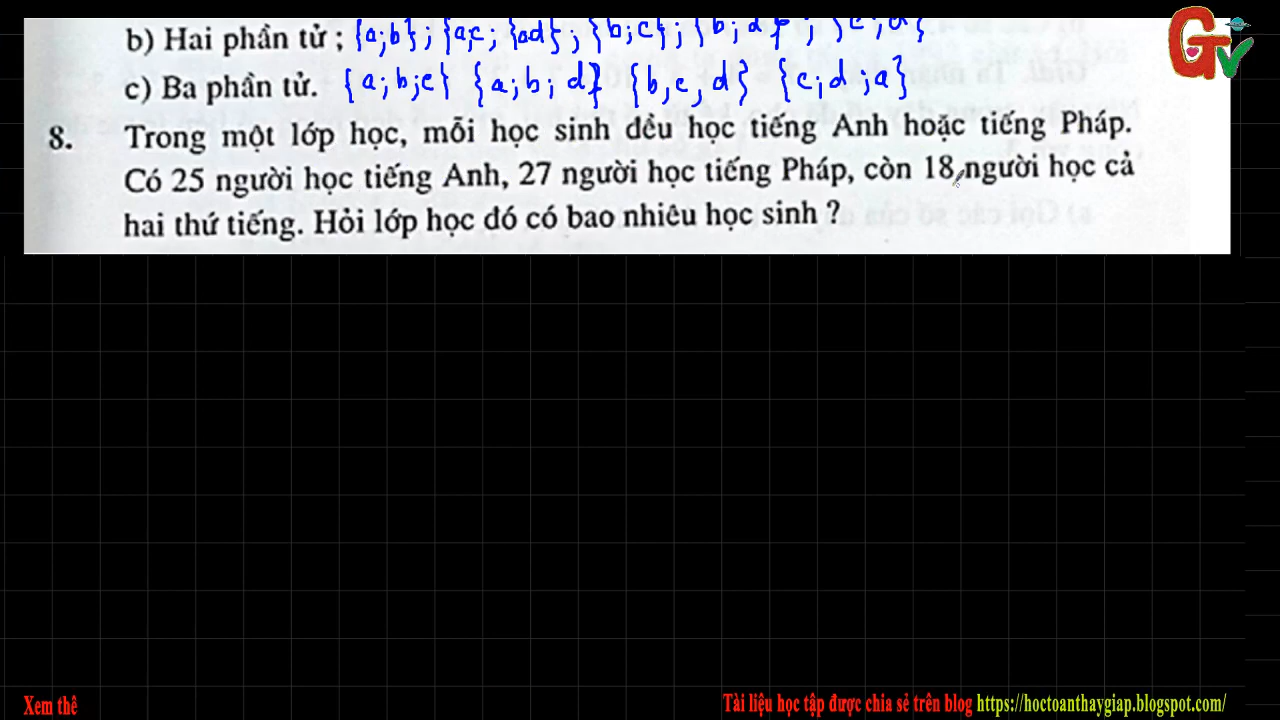 b) Hai phần tử ; {a;b} ; {a,c ; {ad} ; {b;c} ; {b; d} ; {c; d}
c) Ba phần tử. {a; b;c} {a; b; d} {b,c,d} {c;d;a}
8. Trong một lớp học, mỗi học sinh đều học tiếng Anh hoặc tiếng Pháp.
Có 25 người học tiếng Anh, 27 người học tiếng Pháp, còn 18 người học cả
hai thứ tiếng. Hỏi lớp học đó có bao nhiêu học sinh ?
GTV
Xem thê
Tài liệu học tập được chia sẻ trên blog https://hoctoanthaygiap.blogspot.com/